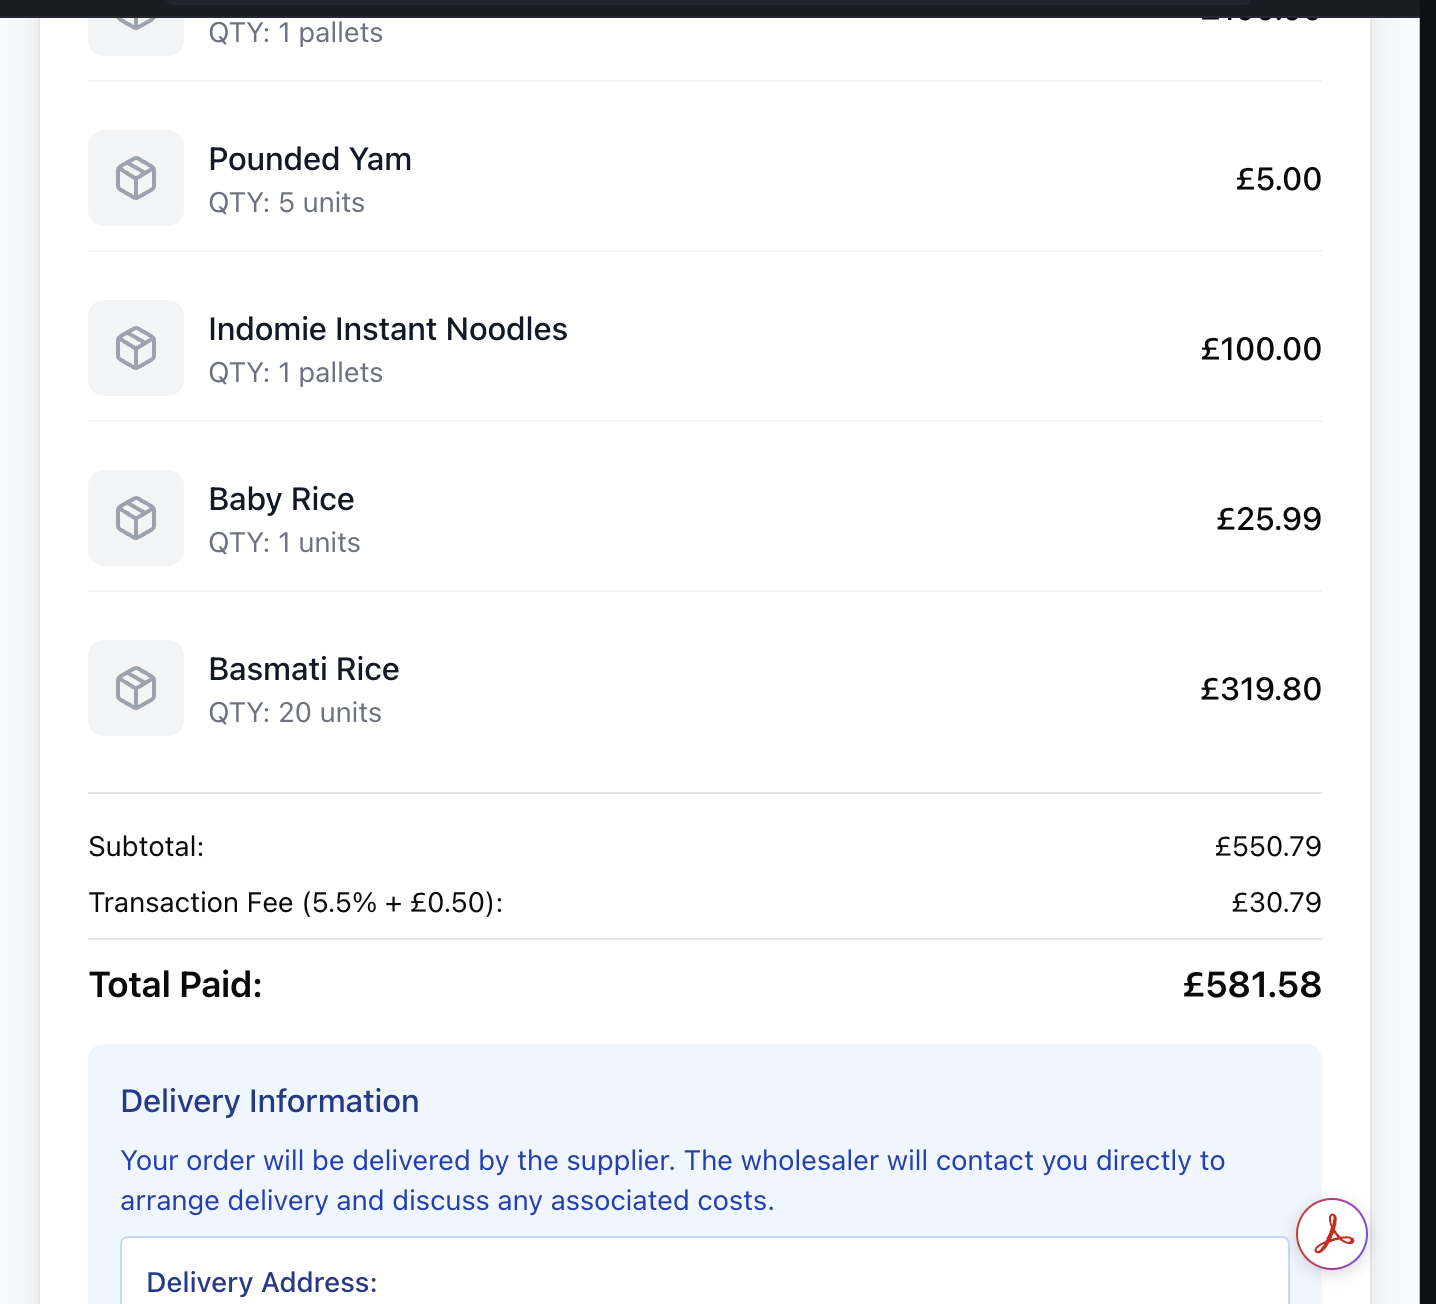 QTY: 1 pallets
Pounded Yam
QTY: 5 units
£5.00
Indomie Instant Noodles
QTY: 1 pallets
£100.00
Baby Rice
QTY: 1 units
£25.99
Basmati Rice
QTY: 20 units
£319.80
Subtotal:
£550.79
Transaction Fee (5.5% + £0.50):
£30.79
Total Paid:
£581.58
Delivery Information
Your order will be delivered by the supplier. The wholesaler will contact you directly to
arrange delivery and discuss any associated costs.
Delivery Address: